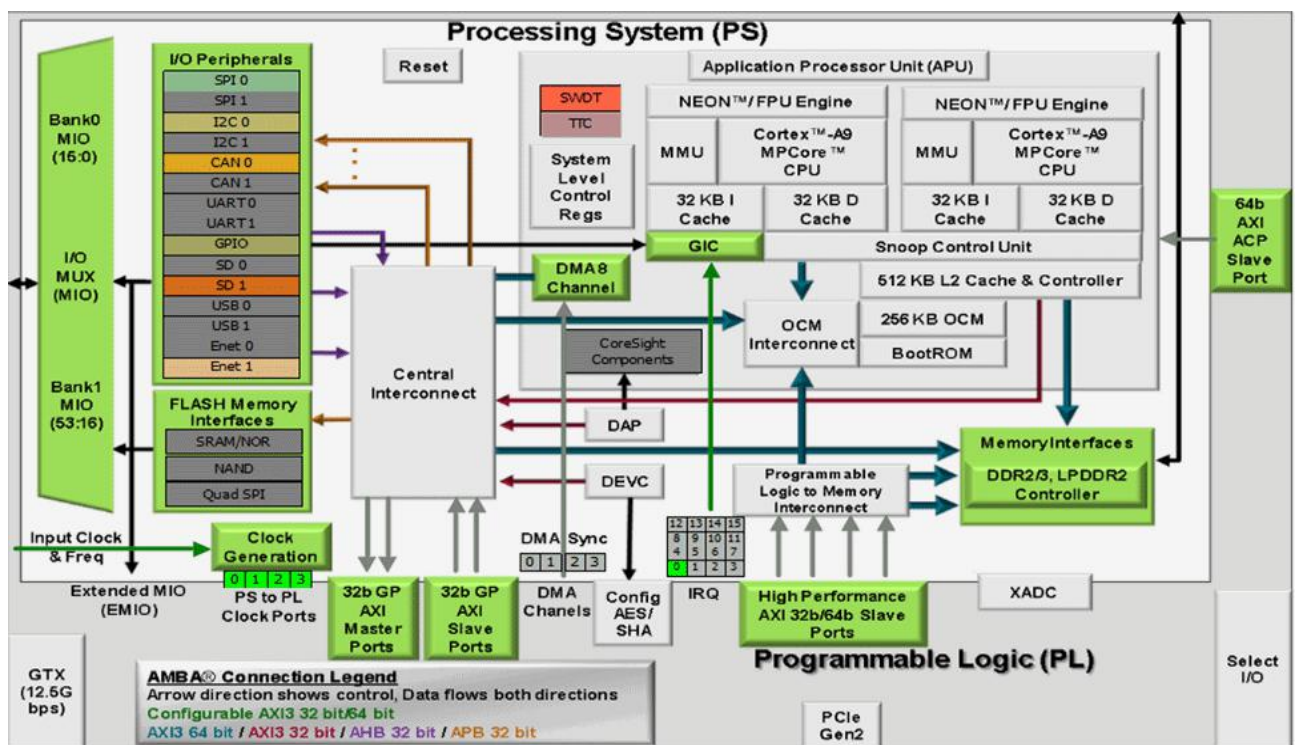 Processing System (PS)
Bank0
MIO
(15:0)
I/O
MUX
(MIO)
Bank1
MIO
(53:16)
I/O Peripherals
SPI 0
SPI 1
I2C 0
I2C 1
CAN 0
CAN 1
UART 0
UART 1
GPIO
SD 0
SD 1
USB 0
USB 1
Enet 0
Enet 1
FLASH Memory
Interfaces
SRAM/NOR
NAND
Quad SPI
Reset
Application Processor Unit (APU)
SWDT
TTC
System
Level
Control
Regs
NEON™/FPU Engine
MMU
Cortex™-A9
MPCore™
CPU
32 KB I
Cache
32 KB D
Cache
NEON™/FPU Engine
MMU
Cortex™-A9
MPCore™
CPU
32 KB I
Cache
32 KB D
Cache
GIC
Snoop Control Unit
DMA8
Channel
512 KB L2 Cache & Controller
OCM
Interconnect
256 KB OCM
BootROM
CoreSight
Components
Central
Interconnect
DAP
DEVC
Programmable
Logic to Memory
Interconnect
Memory Interfaces
DDR2/3, LPDDR2
Controller
64b
AXI
ACP
Slave
Port
Input Clock
& Freq
Clock
Generation
0 1 2 3
PS to PL
Clock Ports
Extended MIO
(EMIO)
32b GP
AXI
Master
Ports
32b GP
AXI
Slave
Ports
DMA Sync
0 1 2 3
DMA
Chanels
Config
AES/
SHA
12 13 14 15
8 9 10 11
4 5 6 7
0 1 2 3
IRQ
High Performance
AXI 32b/64b Slave
Ports
XADC
Programmable Logic (PL)
GTX
(12.5G
bps)
AMBA® Connection Legend
Arrow direction shows control, Data flows both directions
Configurable AXI3 32 bit/64 bit
AXI3 64 bit / AXI3 32 bit / AHB 32 bit / APB 32 bit
PCIe
Gen2
Select
I/O